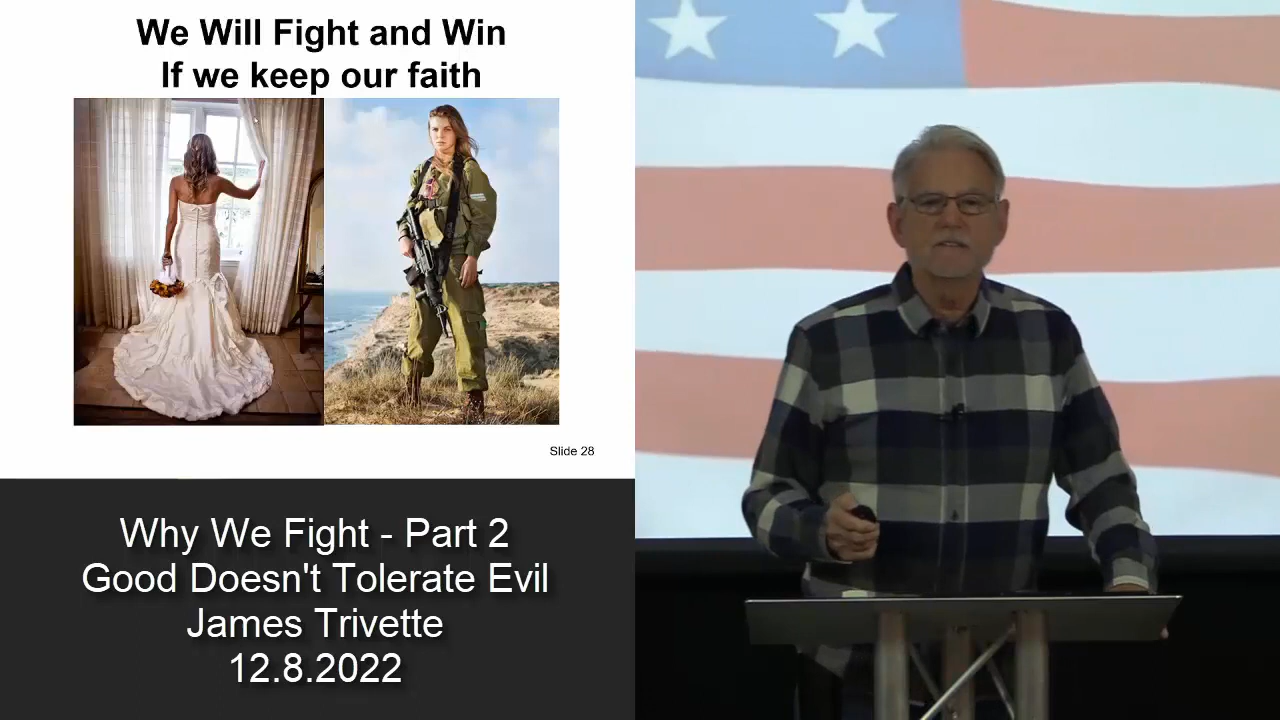 We Will Fight and Win
If we keep our faith
Slide 28
Why We Fight - Part 2
Good Doesn't Tolerate Evil
James Trivette
12.8.2022